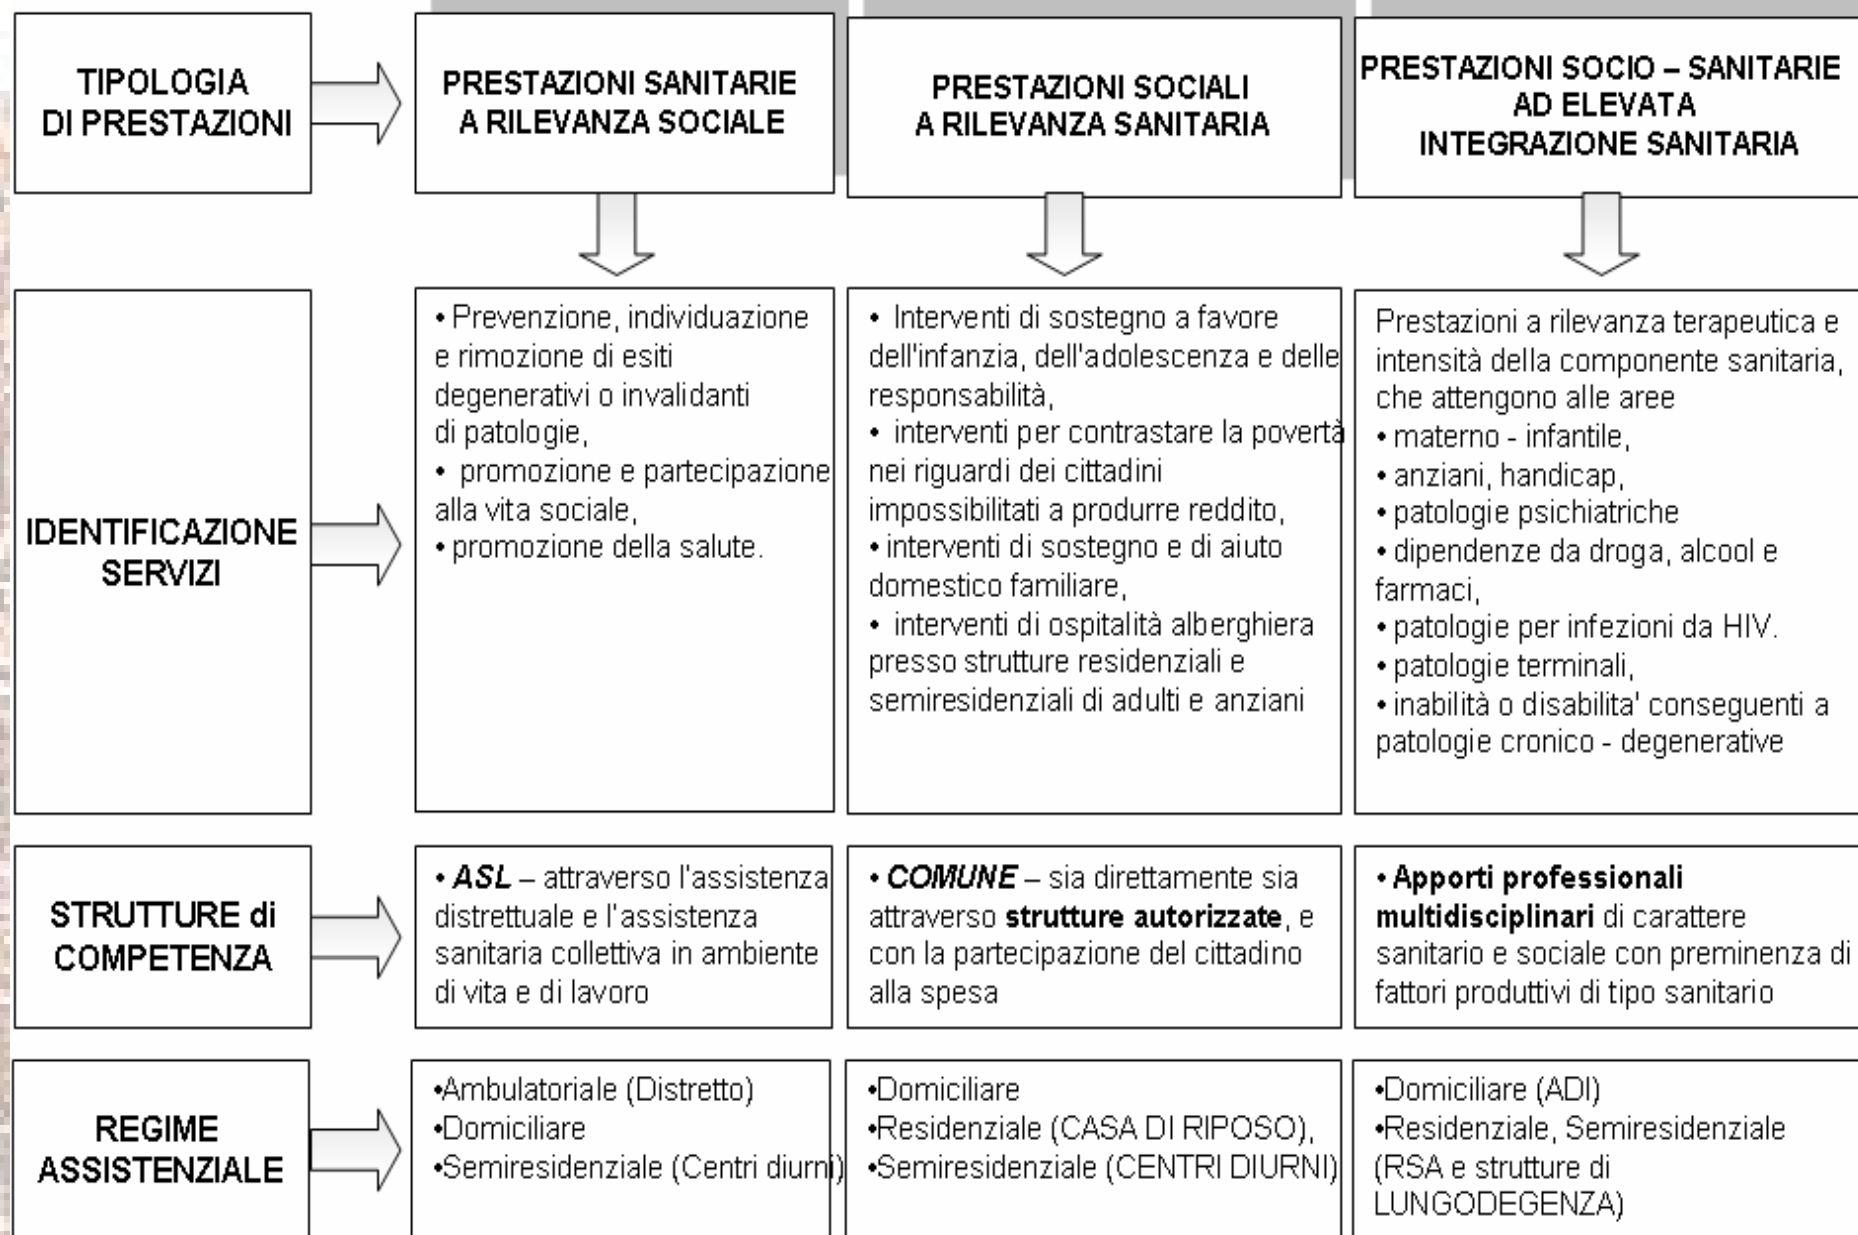 TIPOLOGIA
DI PRESTAZIONI
PRESTAZIONI SANITARIE
A RILEVANZA SOCIALE
PRESTAZIONI SOCIALI
A RILEVANZA SANITARIA
PRESTAZIONI SOCIO – SANITARIE
AD ELEVATA
INTEGRAZIONE SANITARIA
IDENTIFICAZIONE
SERVIZI
• Prevenzione, individuazione
e rimozione di esiti
degenerativi o invalidanti
di patologie,
• promozione e partecipazione
alla vita sociale,
• promozione della salute.
• Interventi di sostegno a favore
dell'infanzia, dell'adolescenza e delle
responsabilità,
• interventi per contrastare la povertà
nei riguardi dei cittadini
impossibilitati a produrre reddito,
• interventi di sostegno e di aiuto
domestico familiare,
• interventi di ospitalità alberghiera
presso strutture residenziali e
semiresidenziali di adulti e anziani
Prestazioni a rilevanza terapeutica e
intensità della componente sanitaria,
che attengono alle aree
• materno - infantile,
• anziani, handicap,
• patologie psichiatriche
• dipendenze da droga, alcool e
farmaci,
• patologie per infezioni da HIV.
• patologie terminali,
• inabilità o disabilita' conseguenti a
patologie cronico - degenerative
STRUTTURE di
COMPETENZA
• ASL – attraverso l'assistenza
distrettuale e l'assistenza
sanitaria collettiva in ambiente
di vita e di lavoro
• COMUNE – sia direttamente sia
attraverso strutture autorizzate, e
con la partecipazione del cittadino
alla spesa
• Apporti professionali
multidisciplinari di carattere
sanitario e sociale con preminenza di
fattori produttivi di tipo sanitario
REGIME
ASSISTENZIALE
•Ambulatoriale (Distretto)
•Domiciliare
•Semiresidenziale (Centri diurni)
•Domiciliare
•Residenziale (CASA DI RIPOSO),
•Semiresidenziale (CENTRI DIURNI)
•Domiciliare (ADI)
•Residenziale, Semiresidenziale
(RSA e strutture di
LUNGODEGENZA)